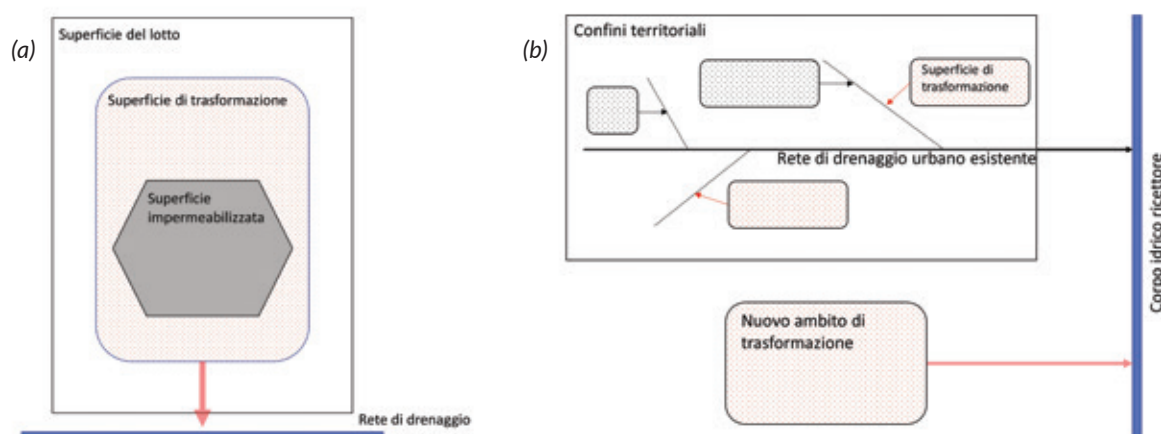 (a)
Superficie del lotto
Superficie di trasformazione
Superficie
impermeabilizzata
Rete di drenaggio
(b)
Confini territoriali
Superficie di
trasformazione
Rete di drenaggio urbano esistente
Nuovo ambito di
trasformazione
Corpo idrico ricettore